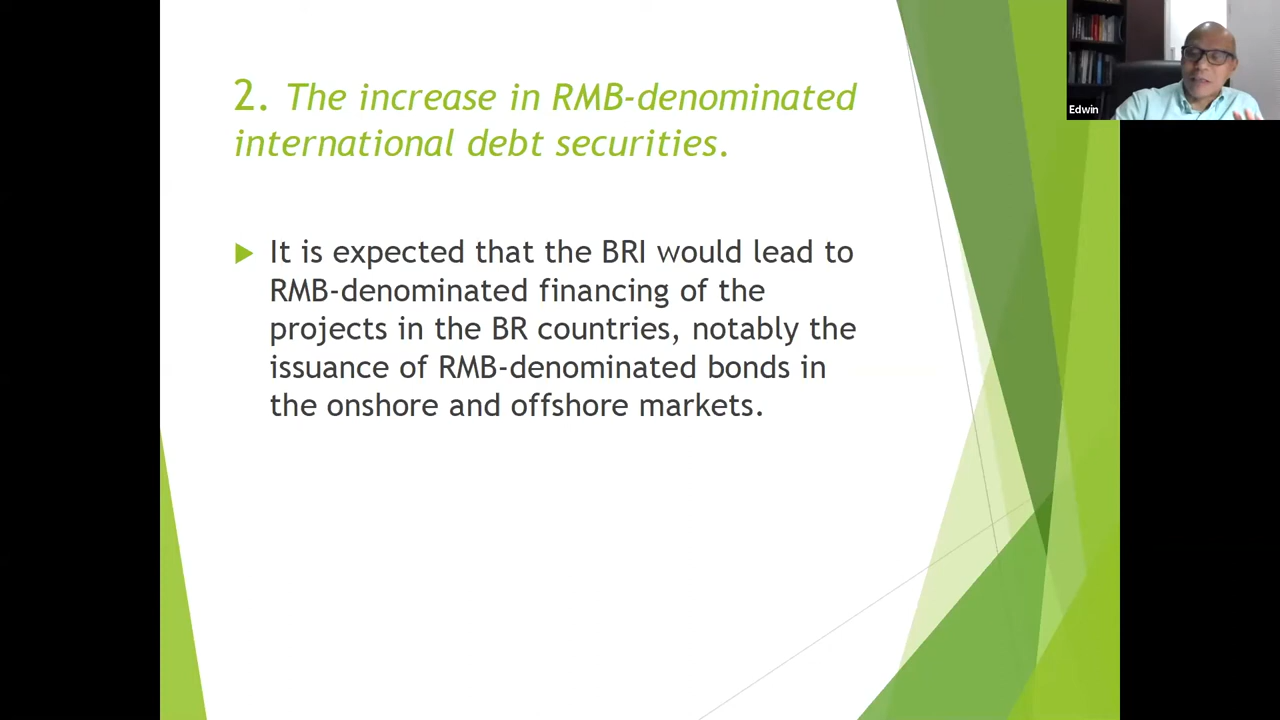 2. The increase in RMB-denominated
international debt securities.
It is expected that the BRI would lead to
RMB-denominated financing of the
projects in the BR countries, notably the
issuance of RMB-denominated bonds in
the onshore and offshore markets.
Edwin